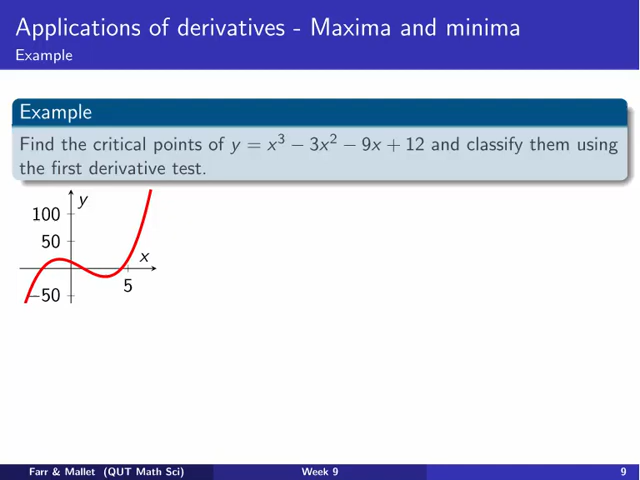 Applications of derivatives - Maxima and minima
Example
Example
Find the critical points of y = x³ − 3x² − 9x + 12 and classify them using
the first derivative test.
y
100
50
x
5
−50
Farr & Mallet (QUT Math Sci) Week 9 9